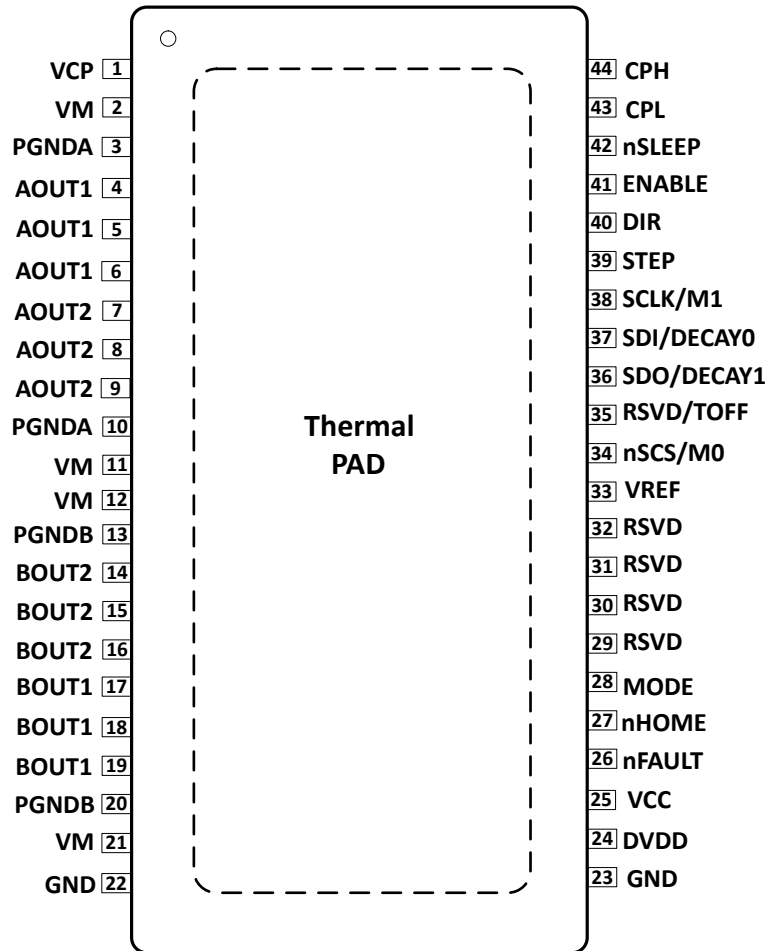 VCP 1
VM 2
PGNDA 3
AOUT1 4
AOUT1 5
AOUT1 6
AOUT2 7
AOUT2 8
AOUT2 9
PGNDA 10
VM 11
VM 12
PGNDB 13
BOUT2 14
BOUT2 15
BOUT2 16
BOUT1 17
BOUT1 18
BOUT1 19
PGNDB 20
VM 21
GND 22
Thermal
PAD
44 CPH
43 CPL
42 nSLEEP
41 ENABLE
40 DIR
39 STEP
38 SCLK/M1
37 SDI/DECAY0
36 SDO/DECAY1
35 RSVD/TOFF
34 nSCS/M0
33 VREF
32 RSVD
31 RSVD
30 RSVD
29 RSVD
28 MODE
27 nHOME
26 nFAULT
25 VCC
24 DVDD
23 GND